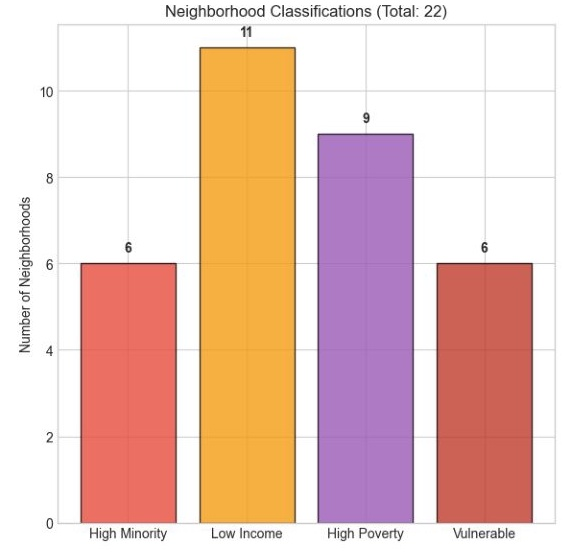 Neighborhood Classifications (Total: 22)
Number of Neighborhoods
10
8
6
4
2
0
6
11
9
6
High Minority
Low Income
High Poverty
Vulnerable